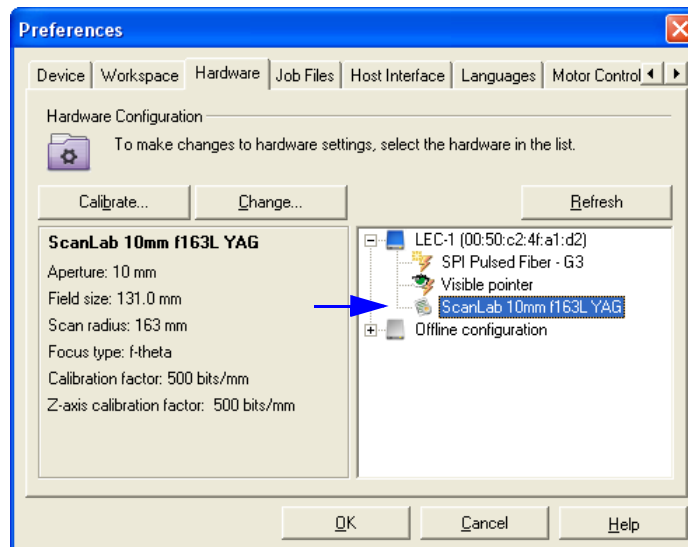 Preferences
Device Workspace Hardware Job Files Host Interface Languages Motor Control
Hardware Configuration
To make changes to hardware settings, select the hardware in the list.
Calibrate... Change... Refresh
ScanLab 10mm f163L YAG
Aperture: 10 mm
Field size: 131.0 mm
Scan radius: 163 mm
Focus type: f-theta
Calibration factor: 500 bits/mm
Z-axis calibration factor: 500 bits/mm
LEC-1 (00:50:c2:4f:a1:d2)
SPI Pulsed Fiber - G3
Visible pointer
ScanLab 10mm f163L YAG
Offline configuration
OK Cancel Help